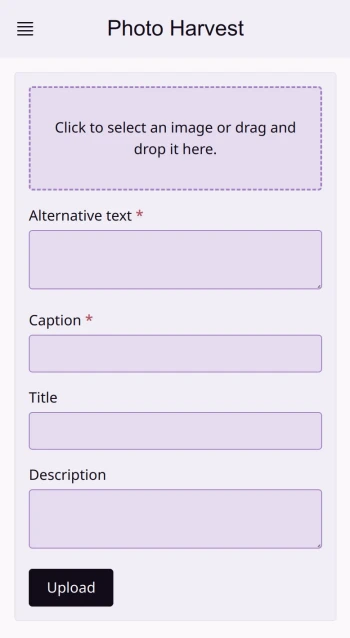 Photo Harvest
Click to select an image or drag and
drop it here.
Alternative text *
Caption *
Title
Description
Upload